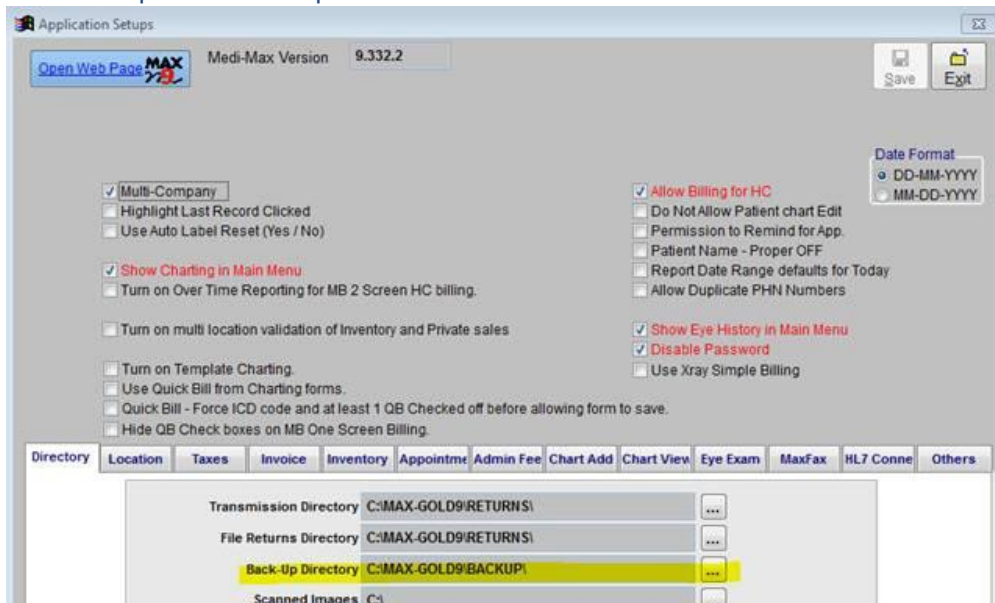 Application Setups
Open Web Page MAX
Medi-Max Version 9.332.2
Save Exit
Date Format
DD-MM-YYYY
MM-DD-YYYY
Multi-Company
Highlight Last Record Clicked
Use Auto Label Reset (Yes / No)
Show Charting in Main Menu
Turn on Over Time Reporting for MB 2 Screen HC billing.
Turn on multi location validation of Inventory and Private sales
Turn on Template Charting.
Use Quick Bill from Charting forms.
Quick Bill - Force ICD code and at least 1 QB Checked off before allowing form to save.
Hide QB Check boxes on MB One Screen Billing.
Allow Billing for HC
Do Not Allow Patient chart Edit
Permission to Remind for App.
Patient Name - Proper OFF
Report Date Range defaults for Today
Allow Duplicate PHN Numbers
Show Eye History in Main Menu
Disable Password
Use Xray Simple Billing
Directory Location Taxes Invoice Inventory Appointme Admin Fee Chart Add Chart View Eye Exam MaxFax HL7 Conne Others
Transmission Directory C:\MAX-GOLD9\RETURNS\ ...
File Returns Directory C:\MAX-GOLD9\RETURNS\ ...
Back-Up Directory C:\MAX-GOLD9\BACKUP\ ...
Scanned Images C:\ ...